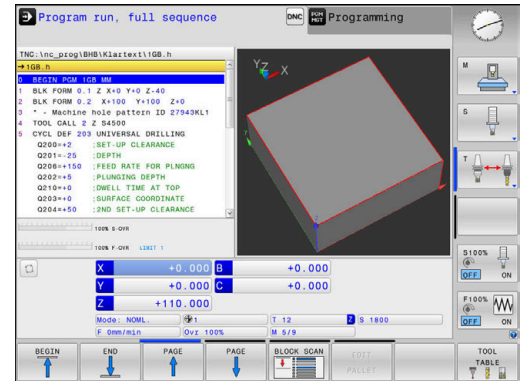 Program run, full sequence
DNC
PGM MGT
Programming
TNC:\nc_prog\BHB\Klartext\1GB.h
→1GB.h
0 BEGIN PGM 1GB MM
1 BLK FORM 0.1 Z X+0 Y+0 Z-40
2 BLK FORM 0.2 X+100 Y+100 Z+0
3 * - Machine hole pattern ID 27943KL1
4 TOOL CALL 2 Z S4500
5 CYCL DEF 203 UNIVERSAL DRILLING
Q200=+2 ;SET-UP CLEARANCE
Q201=-25 ;DEPTH
Q206=+150 ;FEED RATE FOR PLNGNG
Q202=+5 ;PLUNGING DEPTH
Q210=+0 ;DWELL TIME AT TOP
Q203=+0 ;SURFACE COORDINATE
Q204=+50 ;2ND SET-UP CLEARANCE
100% S-OVR
100% F-OVR LIMIT 1
Y Z X
X +0.000 B +0.000
Y +0.000 C +0.000
Z +110.000
Mode: NOML. 1 T 12 Z S 1800
F 0mm/min Ovr 100% M 5/9
M
S
T
S100%
OFF ON
F100%
OFF ON
BEGIN
END
PAGE
PAGE
BLOCK SCAN
EDIT PALLET
TOOL TABLE